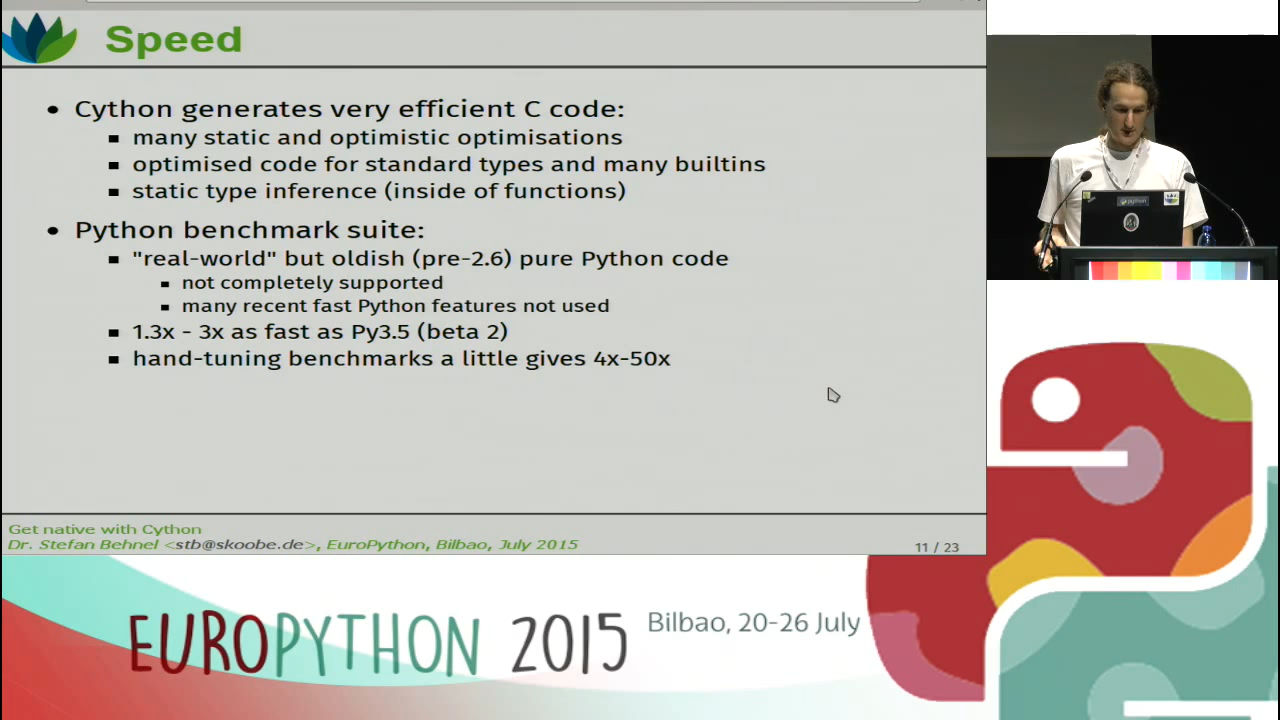 Speed
• Cython generates very efficient C code:
▪ many static and optimistic optimisations
▪ optimised code for standard types and many builtins
▪ static type inference (inside of functions)
• Python benchmark suite:
▪ "real-world" but oldish (pre-2.6) pure Python code
▪ not completely supported
▪ many recent fast Python features not used
▪ 1.3x - 3x as fast as Py3.5 (beta 2)
▪ hand-tuning benchmarks a little gives 4x-50x
Get native with Cython
Dr. Stefan Behnel <stb@skoobe.de>, EuroPython, Bilbao, July 2015
11 / 23
python
EUROPYTHON 2015
Bilbao, 20-26 July